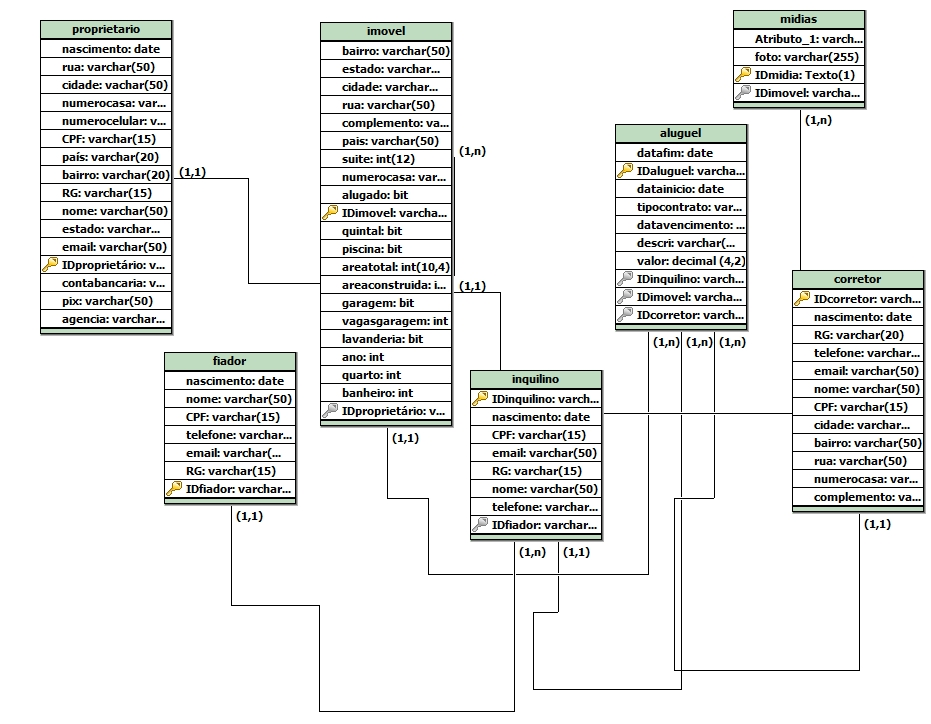 proprietario
nascimento: date
rua: varchar(50)
cidade: vachar(50)
numerocasa: var...
numerocelular: v...
CPF: varchar(15)
país: varchar(20)
bairro: varchar(20)
RG: varchar(15)
nome: varchar(50)
estado: varchar...
email: varchar(50)
IDproprietário: v...
contabancaria: v...
pix: varchar(50)
agencia: varchar...
(1,1)
imovel
bairro: varchar(50)
estado: varchar...
cidade: varchar...
rua: varchar(50)
complemento: va...
pais: varchar(50)
suite: int(12)
numerocasa: var...
alugado: bit
IDimovel: varcha...
quintal: bit
piscina: bit
areatotal: int(10,4)
areaconstruida: i...
garagem: bit
vagasgaragem: int
lavanderia: bit
ano: int
quarto: int
banheiro: int
IDproprietário: v...
(1,n)
(1,1)
(1,1)
midias
Atributo_1: varch...
foto: varchar(255)
IDmidia: Texto(1)
IDimovel: varcha...
(1,n)
aluguel
datafim: date
IDaluguel: varcha...
datainicio: date
tipocontrato: var...
datavencimento: ...
descri: varchar(...
valor: decimal (4,2)
IDinquilino: varch...
IDimovel: varcha...
IDcorretor: varch...
(1,n)
(1,n)
(1,n)
corretor
IDcorretor: varch...
nascimento: date
RG: varchar(20)
telefone: varchar...
email: varchar(50)
nome: varchar(50)
CPF: varchar(15)
cidade: varchar...
bairro: varchar(50)
rua: varchar(50)
numerocasa: var...
complemento: va...
(1,1)
fiador
nascimento: date
nome: varchar(50)
CPF: varchar(15)
telefone: varchar...
email: varchar(...
RG: varchar(15)
IDfiador: varchar...
(1,1)
inquilino
IDinquilino: varch...
nascimento: date
CPF: varchar(15)
email: varchar(50)
RG: varchar(15)
nome: varchar(50)
telefone: varchar...
IDfiador: varchar...
(1,n)
(1,1)